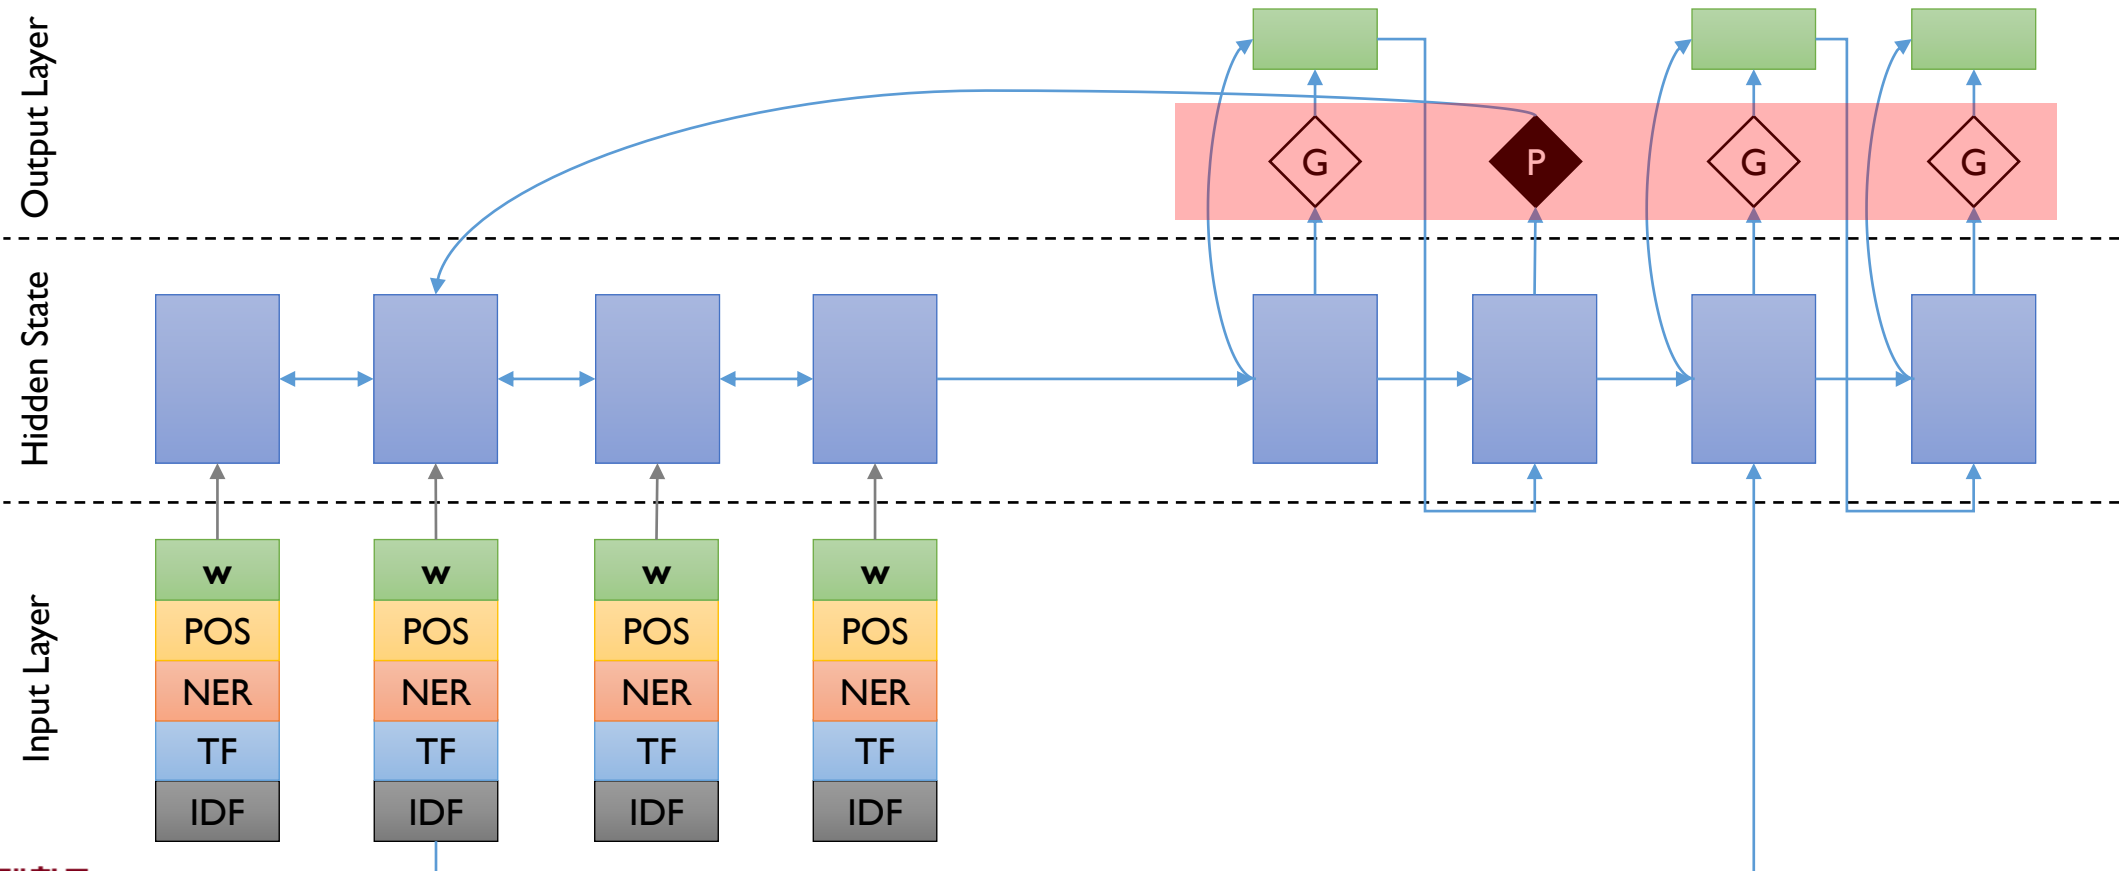 Output Layer
G P G G
Hidden State
Input Layer
w w w w
POS POS POS POS
NER NER NER NER
TF TF TF TF
IDF IDF IDF IDF